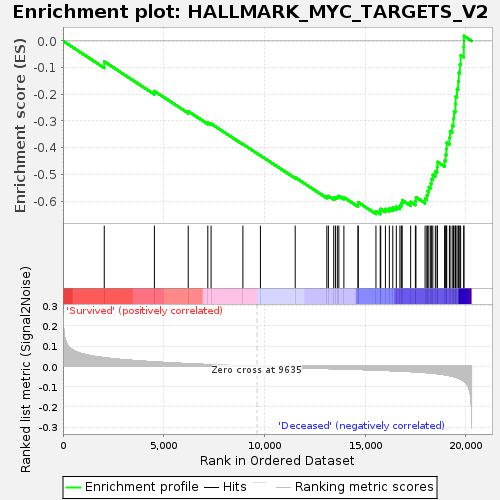 Enrichment plot: HALLMARK_MYC_TARGETS_V2
Enrichment score (ES)
0.0
-0.1
-0.2
-0.3
-0.4
-0.5
-0.6
'Survived' (positively correlated)
Ranked list metric (Signal2Noise)
0.3
0.2
0.1
0.0
-0.1
-0.2
-0.3
Zero cross at 9635
'Deceased' (negatively correlated)
0
5,000
10,000
15,000
20,000
Rank in Ordered Dataset
Enrichment profile
Hits
Ranking metric scores